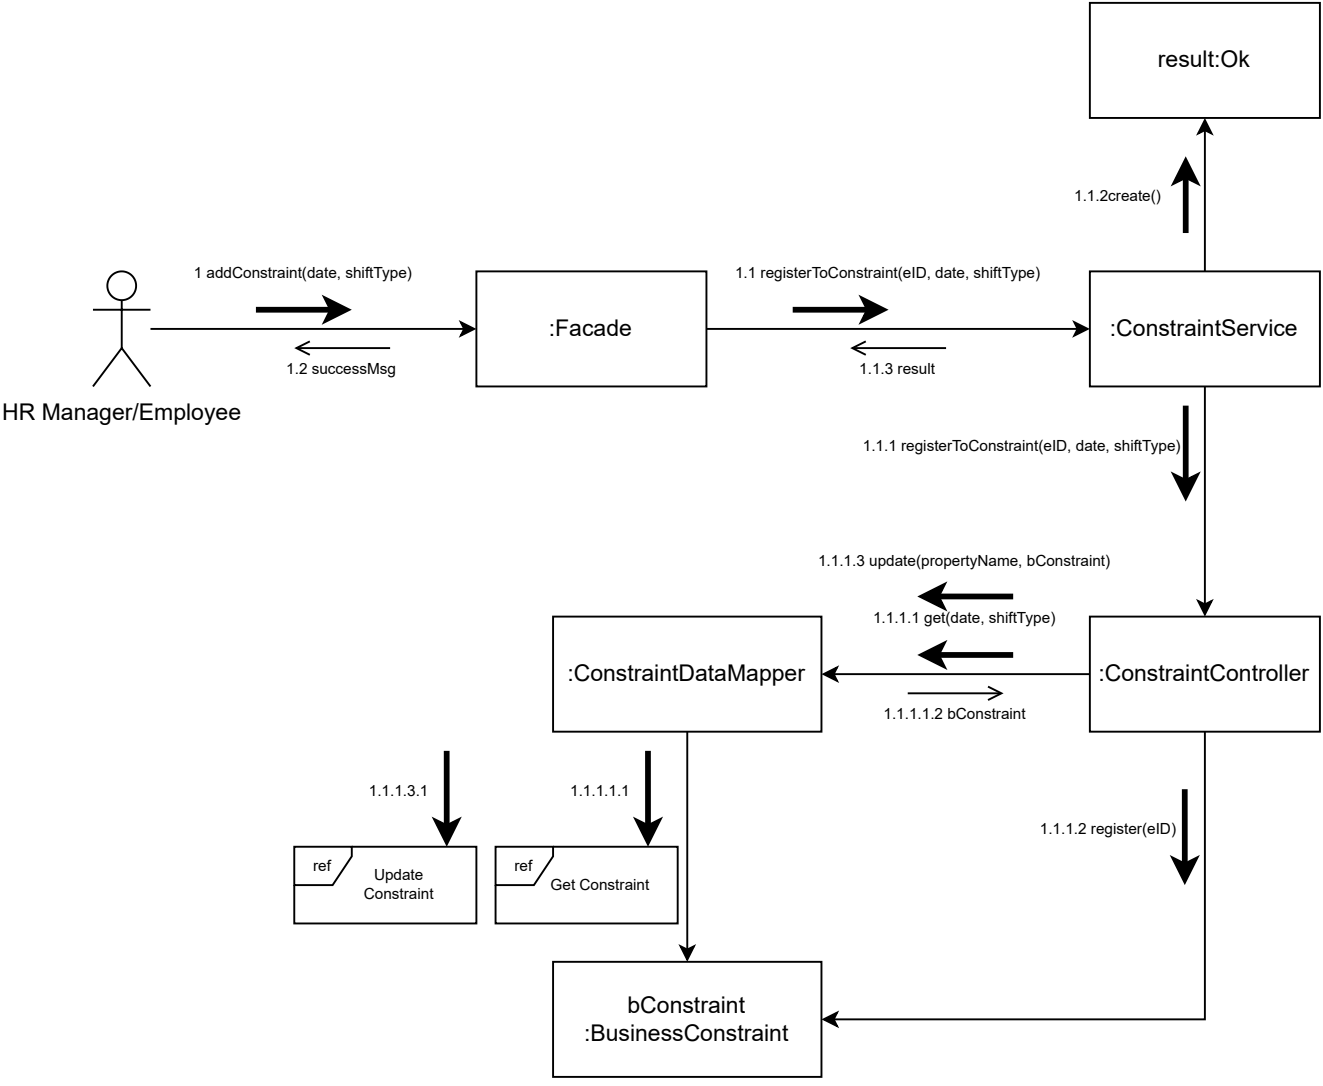 result:Ok
1.1.2create()
1 addConstraint(date, shiftType)
1.1 registerToConstraint(eID, date, shiftType)
:Facade
:ConstraintService
1.2 successMsg
1.1.3 result
HR Manager/Employee
1.1.1 registerToConstraint(eID, date, shiftType)
1.1.1.3 update(propertyName, bConstraint)
1.1.1.1 get(date, shiftType)
:ConstraintDataMapper
:ConstraintController
1.1.1.1.2 bConstraint
1.1.1.3.1
1.1.1.1.1
1.1.1.2 register(eID)
ref
Update
Constraint
ref
Get Constraint
bConstraint
:BusinessConstraint